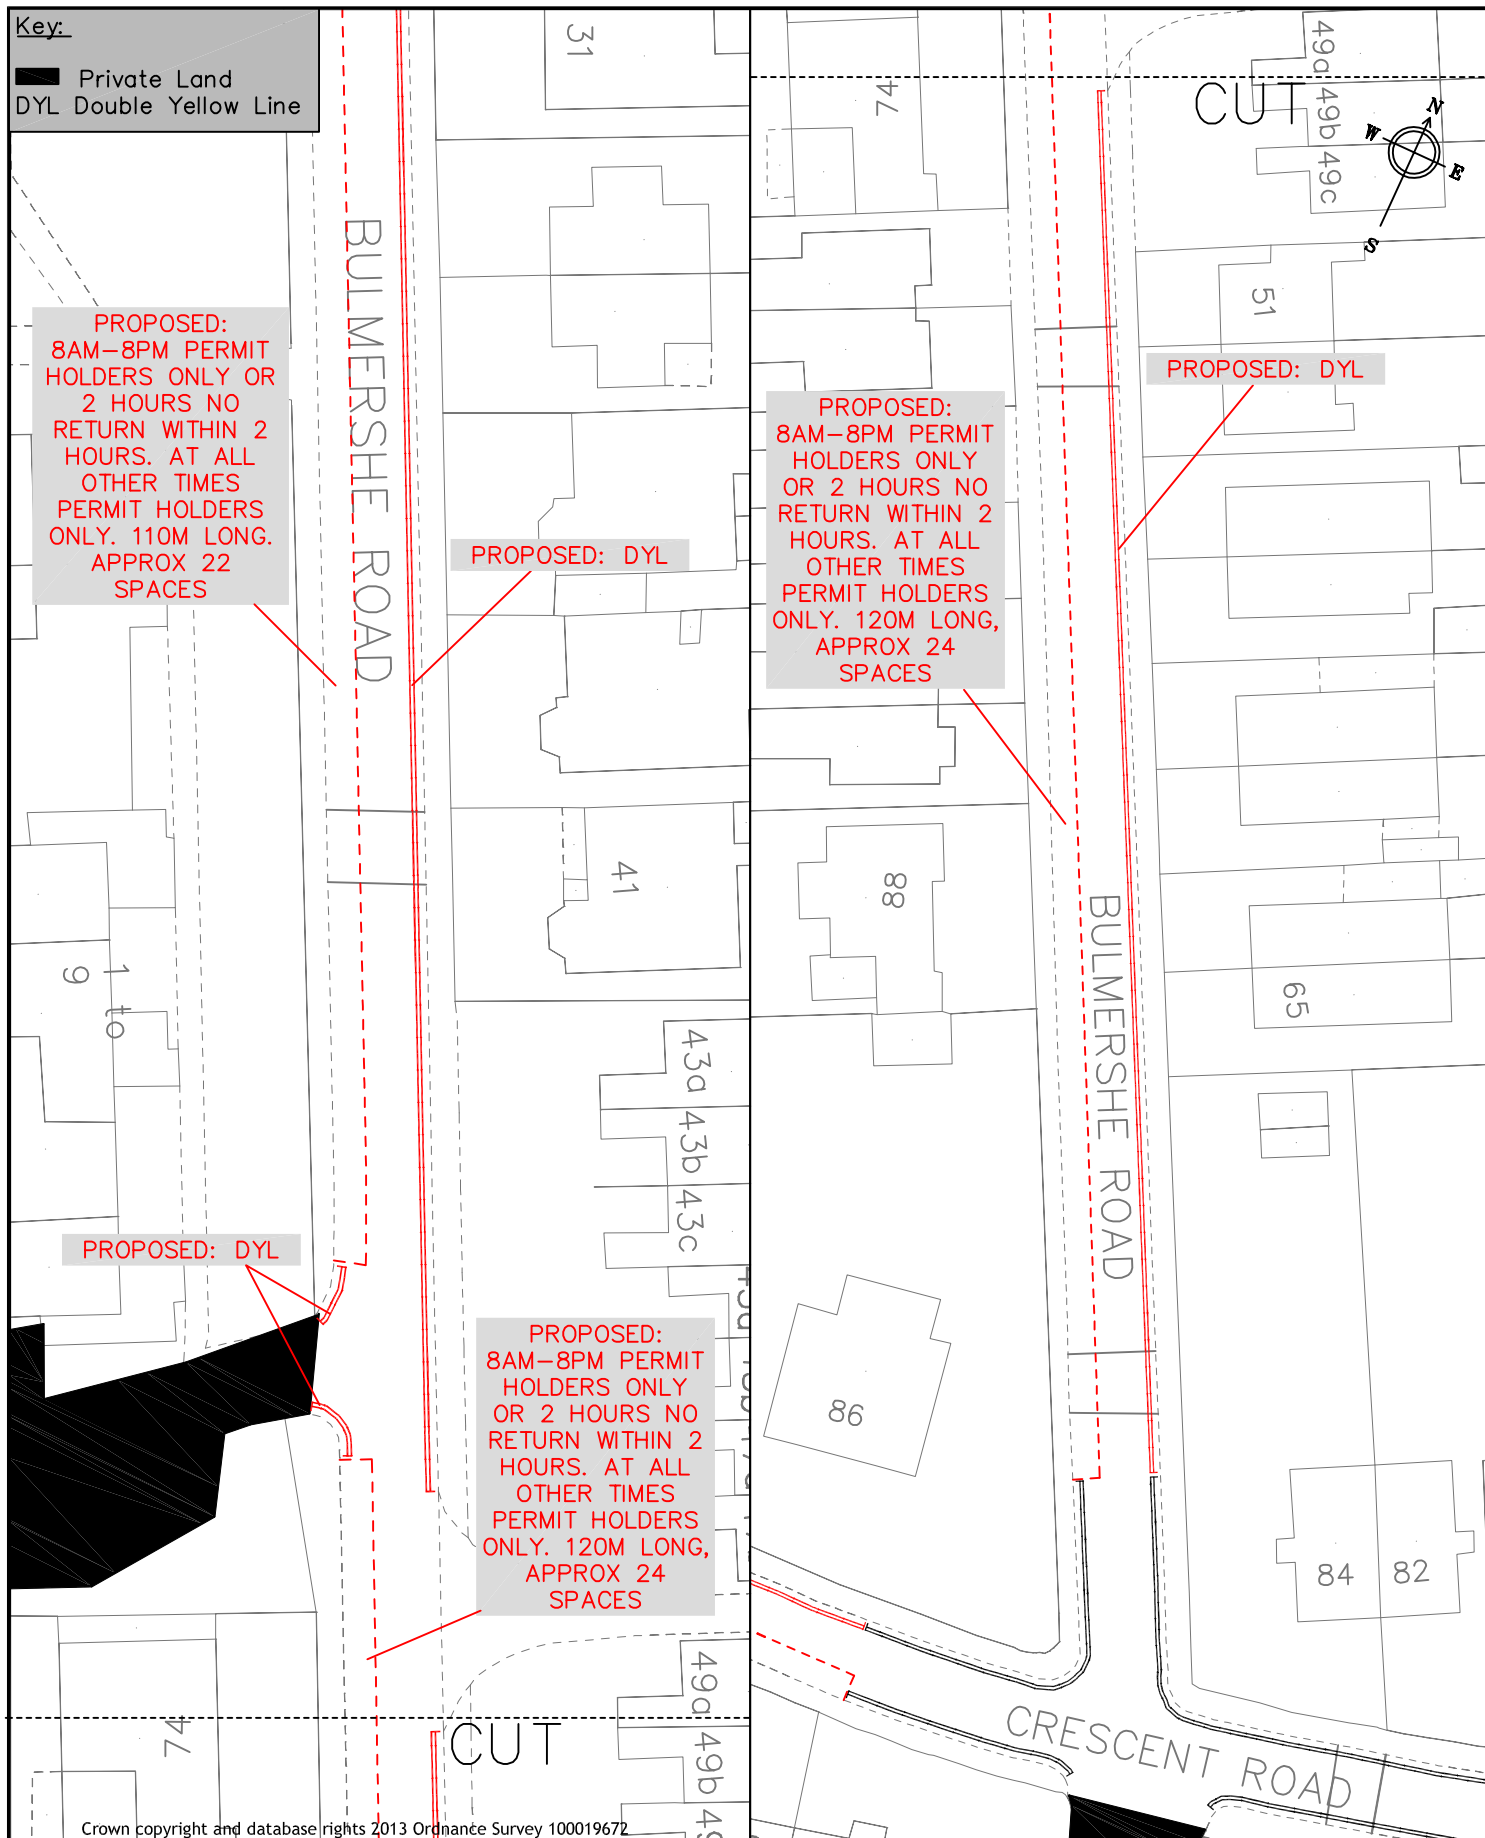 Key:
Private Land
DYL Double Yellow Line
31
BULMERSHE ROAD
PROPOSED:
8AM-8PM PERMIT
HOLDERS ONLY OR
2 HOURS NO
RETURN WITHIN 2
HOURS. AT ALL
OTHER TIMES
PERMIT HOLDERS
ONLY. 110M LONG.
APPROX 22
SPACES
PROPOSED: DYL
41
1 to
9
43a
43b
43c
PROPOSED: DYL
PROPOSED:
8AM-8PM PERMIT
HOLDERS ONLY
OR 2 HOURS NO
RETURN WITHIN 2
HOURS. AT ALL
OTHER TIMES
PERMIT HOLDERS
ONLY. 120M LONG,
APPROX 24
SPACES
49a
49b
74
CUT
Crown copyright and database rights 2013 Ordnance Survey 100019672
74
CUT
49a
49b
49c
N
W
E
S
51
PROPOSED: DYL
PROPOSED:
8AM-8PM PERMIT
HOLDERS ONLY
OR 2 HOURS NO
RETURN WITHIN 2
HOURS. AT ALL
OTHER TIMES
PERMIT HOLDERS
ONLY. 120M LONG,
APPROX 24
SPACES
88
BULMERSHE ROAD
65
86
84
82
CRESCENT ROAD